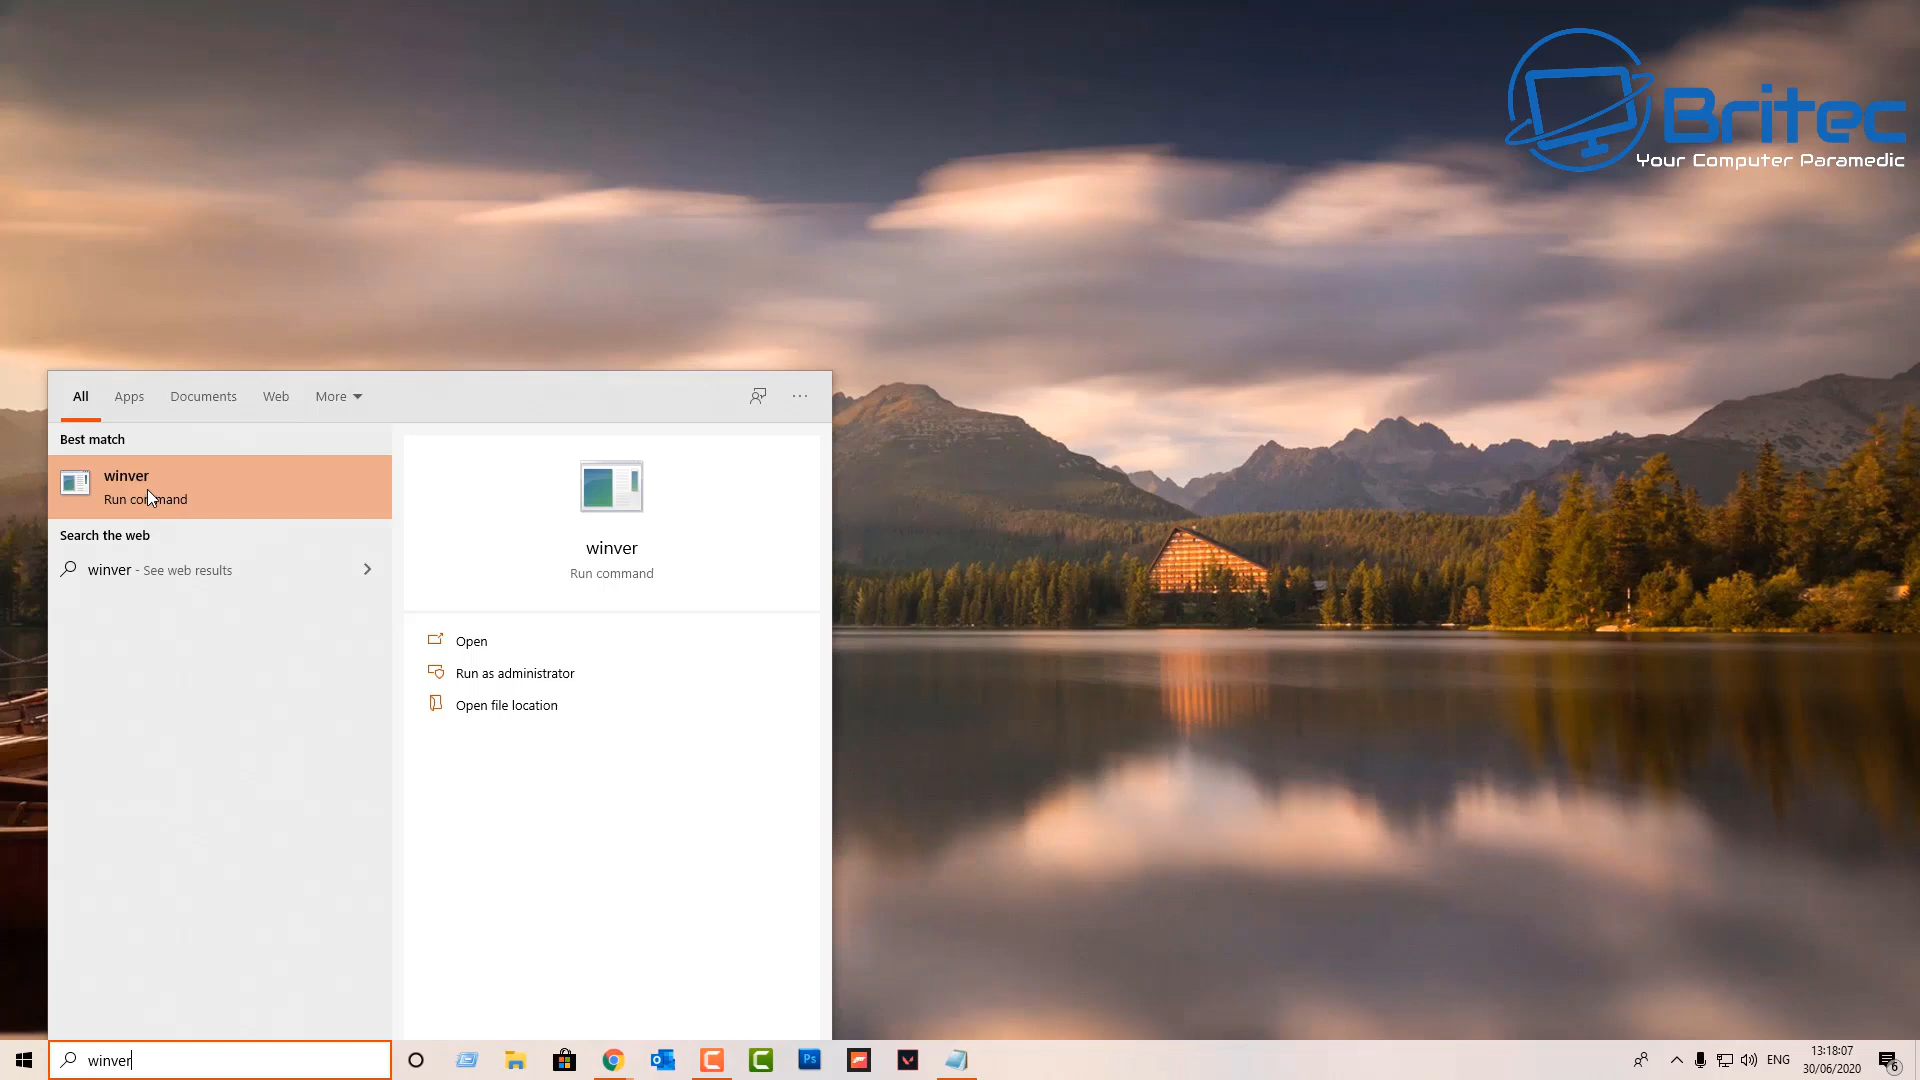 Britec
Your Computer Paramedic
All Apps Documents Web More
Best match
winver
Run command
Search the web
winver - See web results
winver
Run command
Open
Run as administrator
Open file location
winver
Ps
ENG
13:18:07
30/06/2020
6